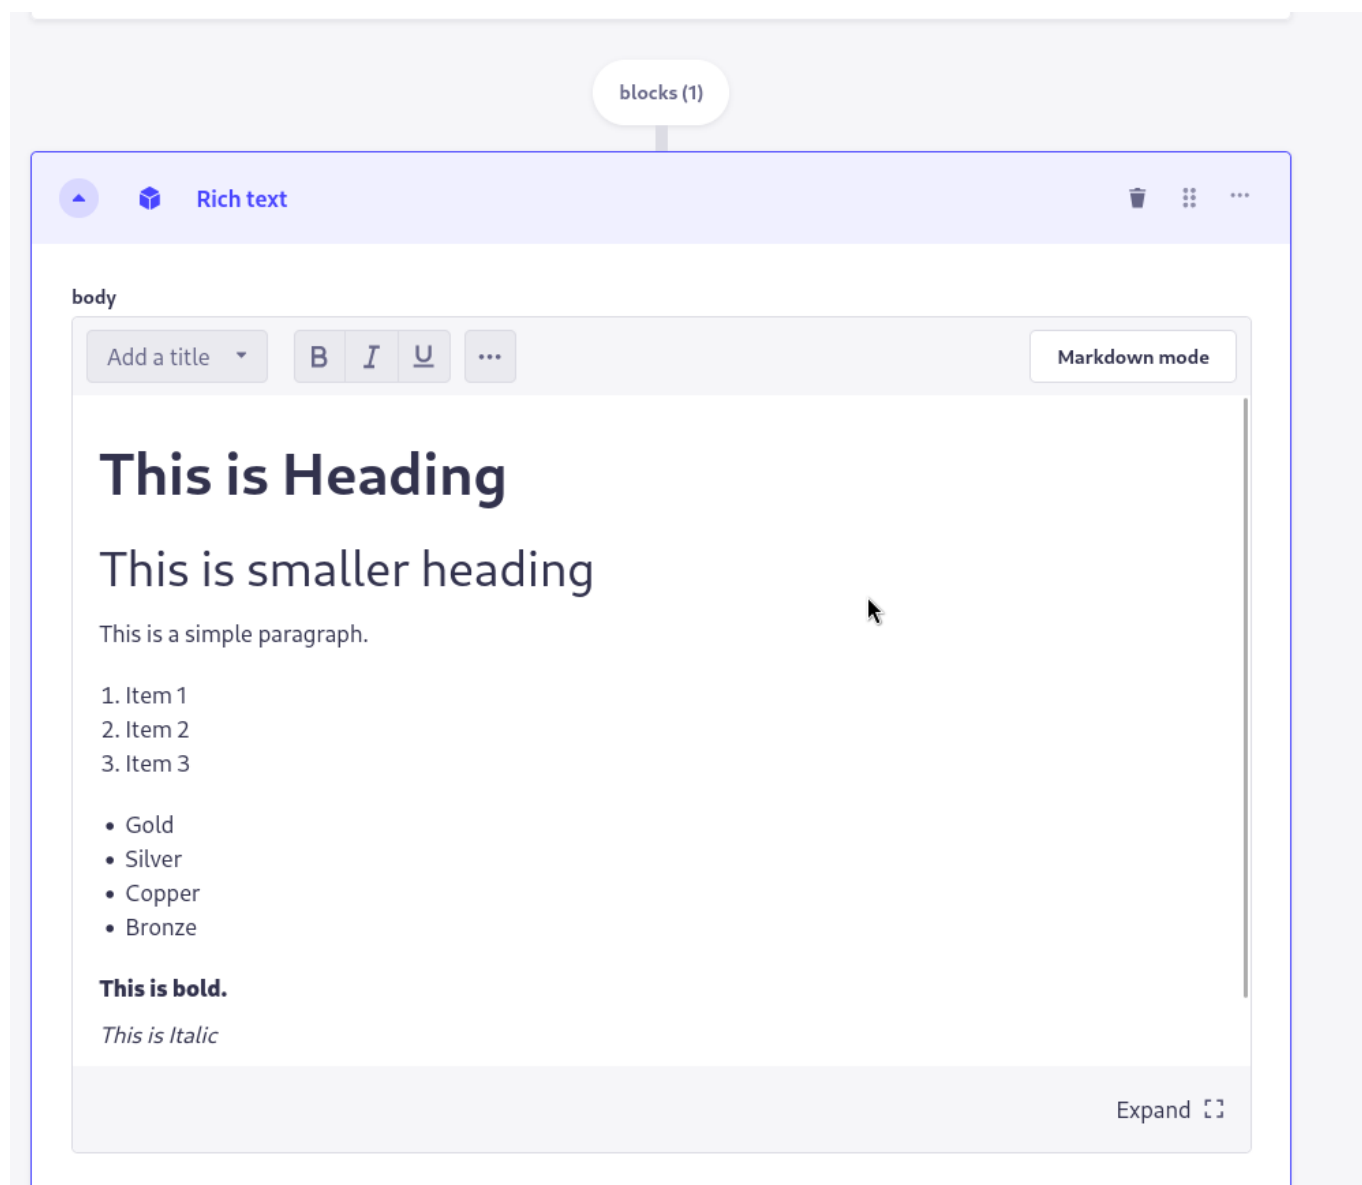 blocks (1)
Rich text
body
Add a title
B I U
Markdown mode
This is Heading
This is smaller heading
This is a simple paragraph.
1. Item 1
2. Item 2
3. Item 3
• Gold
• Silver
• Copper
• Bronze
This is bold.
This is Italic
Expand